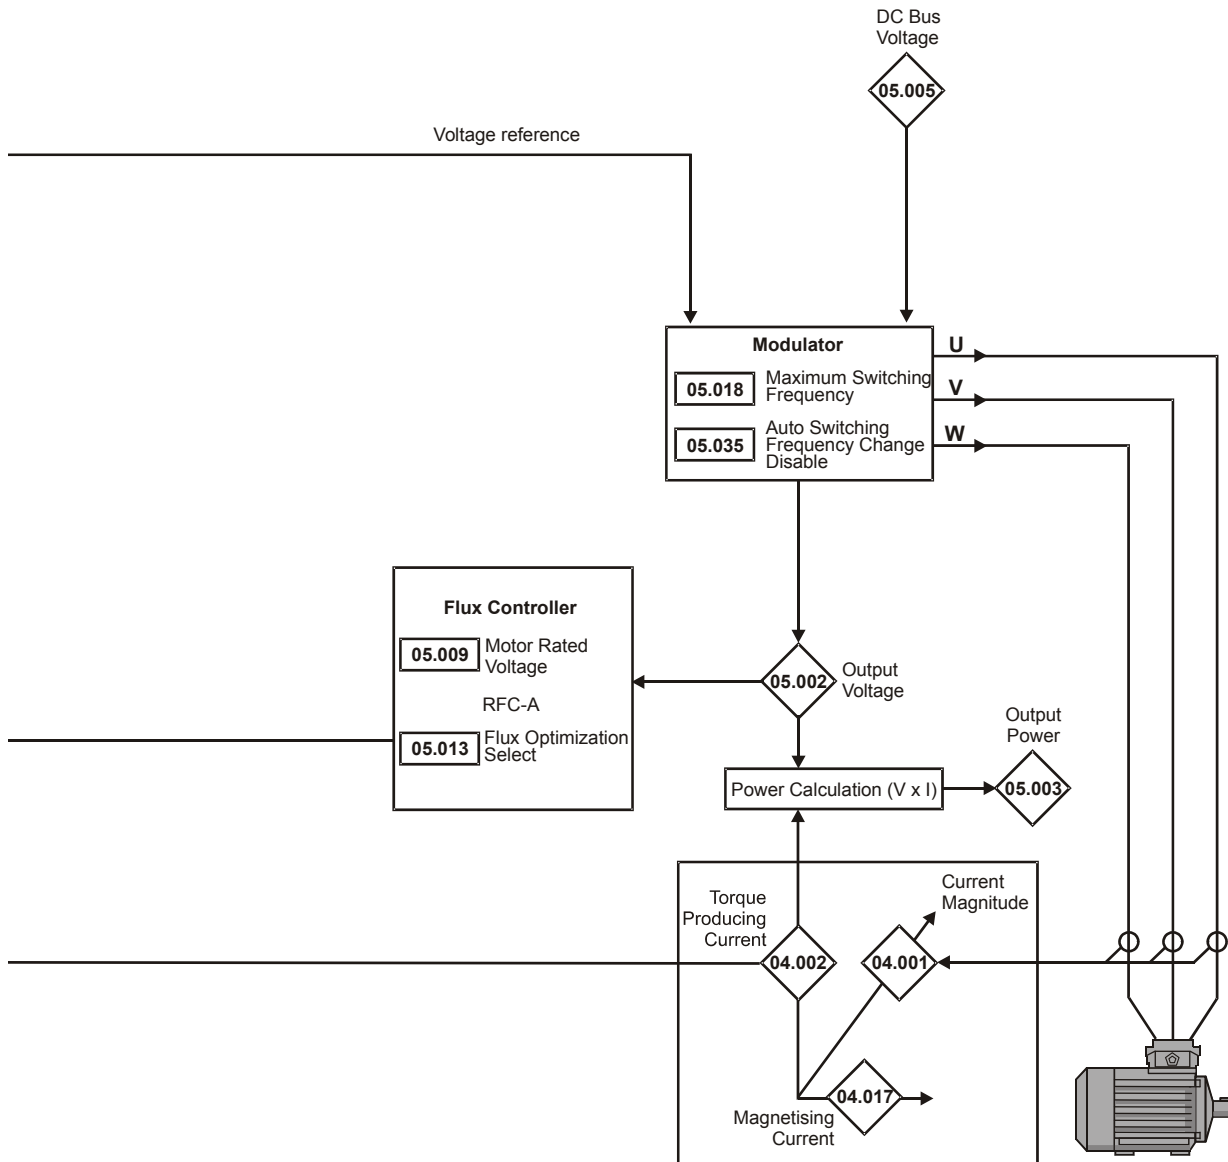 DC Bus
Voltage
05.005
Voltage reference
Modulator
05.018
Maximum Switching
Frequency
05.035
Auto Switching
Frequency Change
Disable
U
V
W
Flux Controller
05.009
Motor Rated
Voltage
RFC-A
05.013
Flux Optimization
Select
05.002
Output
Voltage
Output
Power
05.003
Power Calculation (V x I)
Torque
Producing
Current
04.002
Current
Magnitude
04.001
04.017
Magnetising
Current